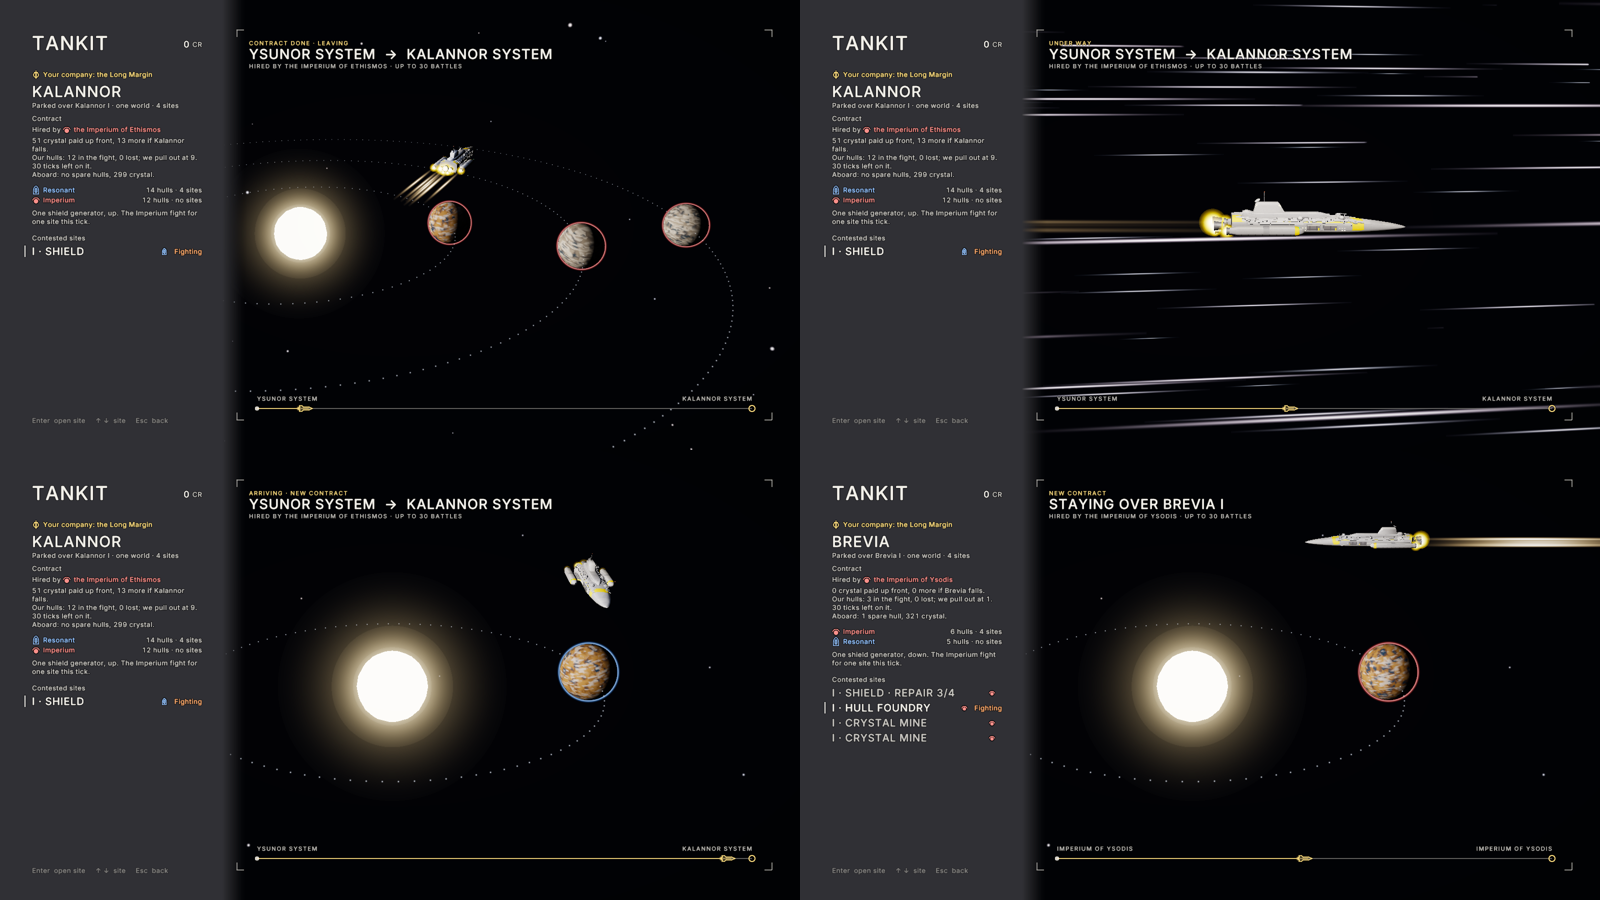 TANKIT
0 CR
Your company: the Long Margin
KALANNOR
Parked over Kalannor I · one world · 4 sites
Contract
Hired by the Imperium of Ethismos
51 crystal paid up front, 13 more if Kalannor
falls.
Our hulls: 12 in the fight, 0 lost; we pull out at 9.
30 ticks left on it.
Aboard: no spare hulls, 299 crystal.
Resonant 14 hulls · 4 sites
Imperium 12 hulls · no sites
One shield generator, up. The Imperium fight for
one site this tick.
Contested sites
I · SHIELD Fighting
Enter open site ↑ ↓ site Esc back
CONTRACT DONE · LEAVING
YSUNOR SYSTEM → KALANNOR SYSTEM
HIRED BY THE IMPERIUM OF ETHISMOS · UP TO 30 BATTLES
YSUNOR SYSTEM
KALANNOR SYSTEM
TANKIT
0 CR
Your company: the Long Margin
KALANNOR
Parked over Kalannor I · one world · 4 sites
Contract
Hired by the Imperium of Ethismos
51 crystal paid up front, 13 more if Kalannor
falls.
Our hulls: 12 in the fight, 0 lost; we pull out at 9.
30 ticks left on it.
Aboard: no spare hulls, 299 crystal.
Resonant 14 hulls · 4 sites
Imperium 12 hulls · no sites
One shield generator, up. The Imperium fight for
one site this tick.
Contested sites
I · SHIELD Fighting
Enter open site ↑ ↓ site Esc back
UNDER WAY
YSUNOR SYSTEM → KALANNOR SYSTEM
HIRED BY THE IMPERIUM OF ETHISMOS · UP TO 30 BATTLES
YSUNOR SYSTEM
KALANNOR SYSTEM
TANKIT
0 CR
Your company: the Long Margin
KALANNOR
Parked over Kalannor I · one world · 4 sites
Contract
Hired by the Imperium of Ethismos
51 crystal paid up front, 13 more if Kalannor
falls.
Our hulls: 12 in the fight, 0 lost; we pull out at 9.
30 ticks left on it.
Aboard: no spare hulls, 299 crystal.
Resonant 14 hulls · 4 sites
Imperium 12 hulls · no sites
One shield generator, up. The Imperium fight for
one site this tick.
Contested sites
I · SHIELD Fighting
Enter open site ↑ ↓ site Esc back
ARRIVING · NEW CONTRACT
YSUNOR SYSTEM → KALANNOR SYSTEM
HIRED BY THE IMPERIUM OF ETHISMOS · UP TO 30 BATTLES
YSUNOR SYSTEM
KALANNOR SYSTEM
TANKIT
0 CR
Your company: the Long Margin
BREVIA
Parked over Brevia I · one world · 4 sites
Contract
Hired by the Imperium of Ysodis
0 crystal paid up front, 0 more if Brevia falls.
Our hulls: 3 in the fight, 0 lost; we pull out at 1.
30 ticks left on it.
Aboard: 1 spare hull, 321 crystal.
Imperium 6 hulls · 4 sites
Resonant 5 hulls · no sites
One shield generator, down. The Imperium fight
for one site this tick.
Contested sites
I · SHIELD · REPAIR 3/4
I · HULL FOUNDRY Fighting
I · CRYSTAL MINE
I · CRYSTAL MINE
Enter open site ↑ ↓ site Esc back
NEW CONTRACT
STAYING OVER BREVIA I
HIRED BY THE IMPERIUM OF YSODIS · UP TO 30 BATTLES
IMPERIUM OF YSODIS
IMPERIUM OF YSODIS